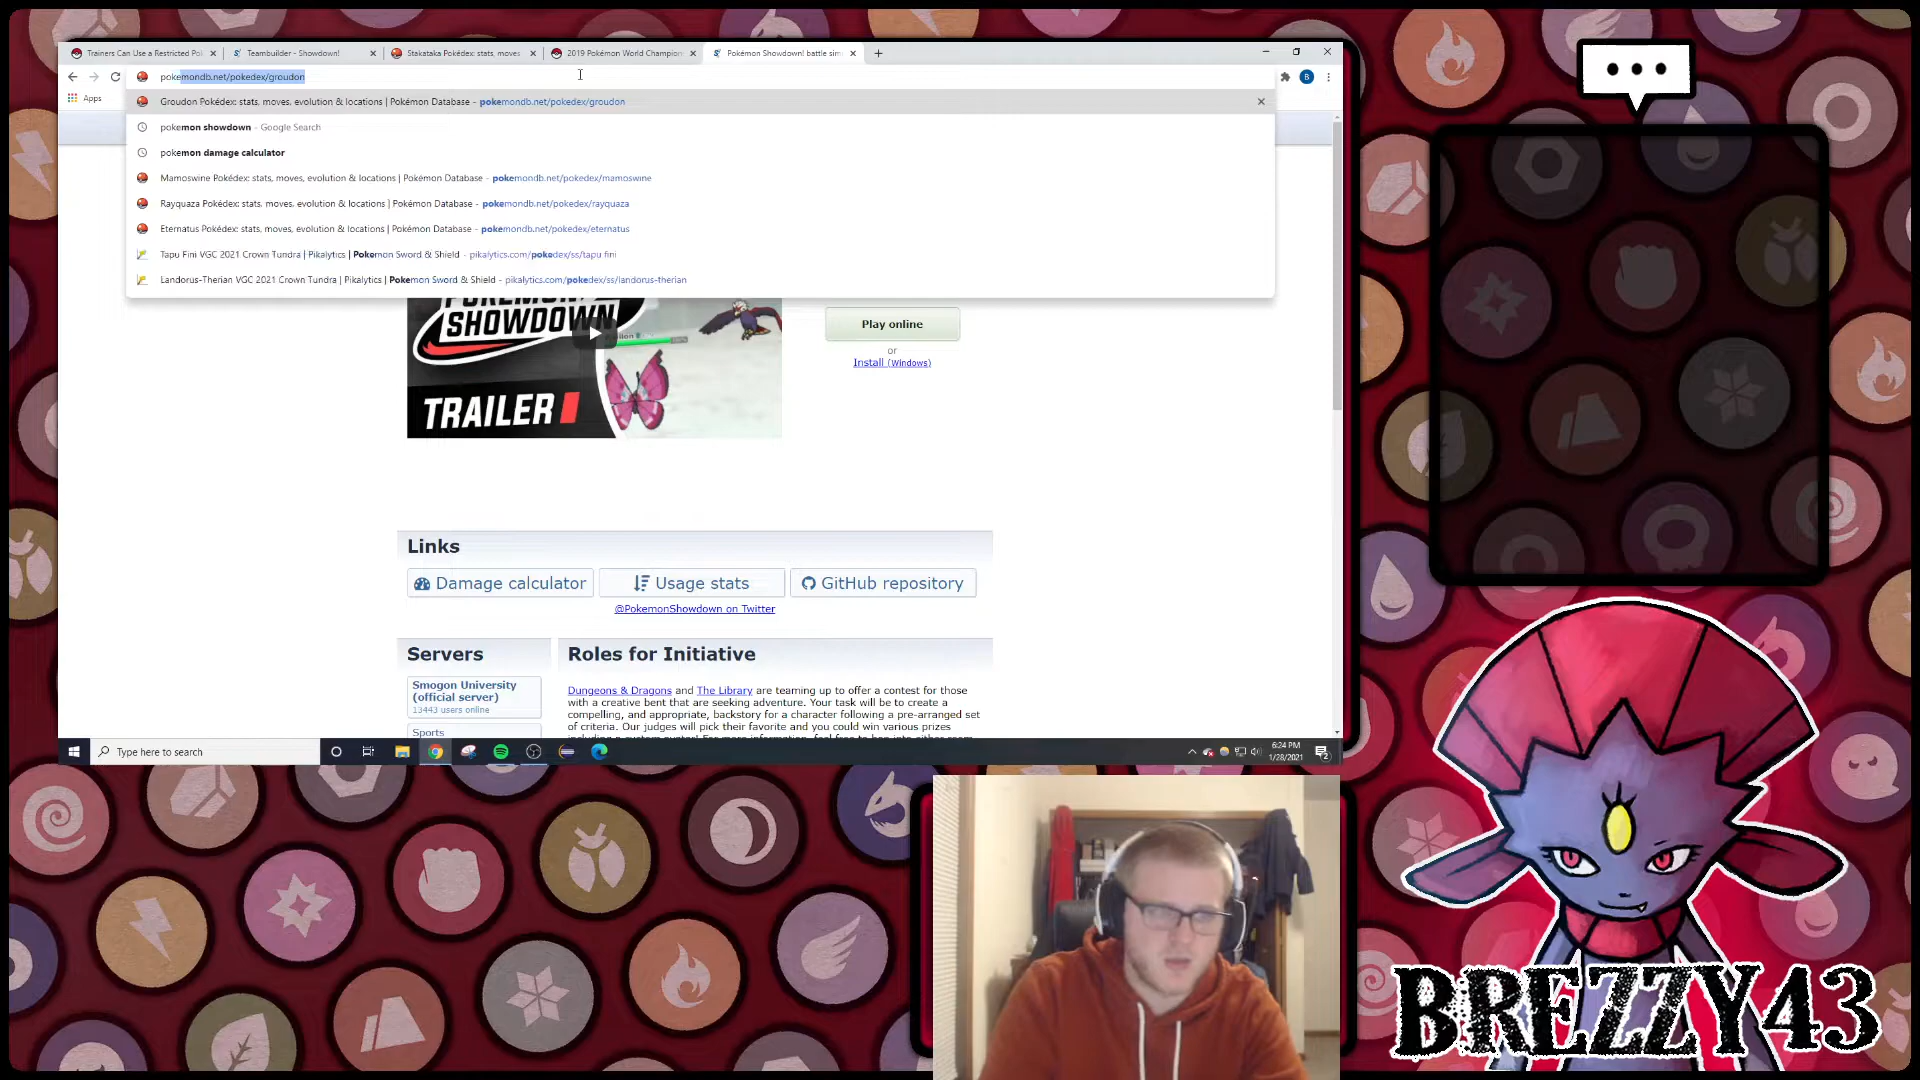 Trainers Can Use a Restricted Pol
Teambuilder - Showdown!
Stakataka Pokédex: stats, moves
2019 Pokémon World Champion
Pokémon Showdown! battle sim
pokemondb.net/pokedex/groudon
B
Apps
Groudon Pokédex: stats, moves, evolution & locations | Pokémon Database - pokemondb.net/pokedex/groudon
pokemon showdown - Google Search
pokemon damage calculator
Mamoswine Pokédex: stats, moves, evolution & locations | Pokémon Database - pokemondb.net/pokedex/mamoswine
Rayquaza Pokédex: stats, moves, evolution & locations | Pokémon Database - pokemondb.net/pokedex/rayquaza
Eternatus Pokédex: stats, moves, evolution & locations | Pokémon Database - pokemondb.net/pokedex/eternatus
Tapu Fini VGC 2021 Crown Tundra | Pikalytics | Pokemon Sword & Shield - pikalytics.com/pokedex/ss/tapu fini
Landorus-Therian VGC 2021 Crown Tundra | Pikalytics | Pokemon Sword & Shield - pikalytics.com/pokedex/ss/landorus-therian
POKEMON
SHOWDOWN
TRAILER
Play online
or
Install (Windows)
Links
Damage calculator
Usage stats
GitHub repository
@PokemonShowdown on Twitter
Servers
Smogon University
(official server)
13443 users online
Sports
Roles for Initiative
Dungeons & Dragons and The Library are teaming up to offer a contest for those
with a creative bent that are seeking adventure. Your task will be to create a
compelling, and appropriate, backstory for a character following a pre-arranged set
of criteria. Our judges will pick their favorite and you could win various prizes
Type here to search
6:24 PM
1/28/2021
2
BREZZY43